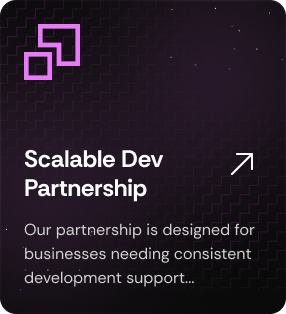 Scalable Dev
Partnership
Our partnership is designed for
businesses needing consistent
development support...